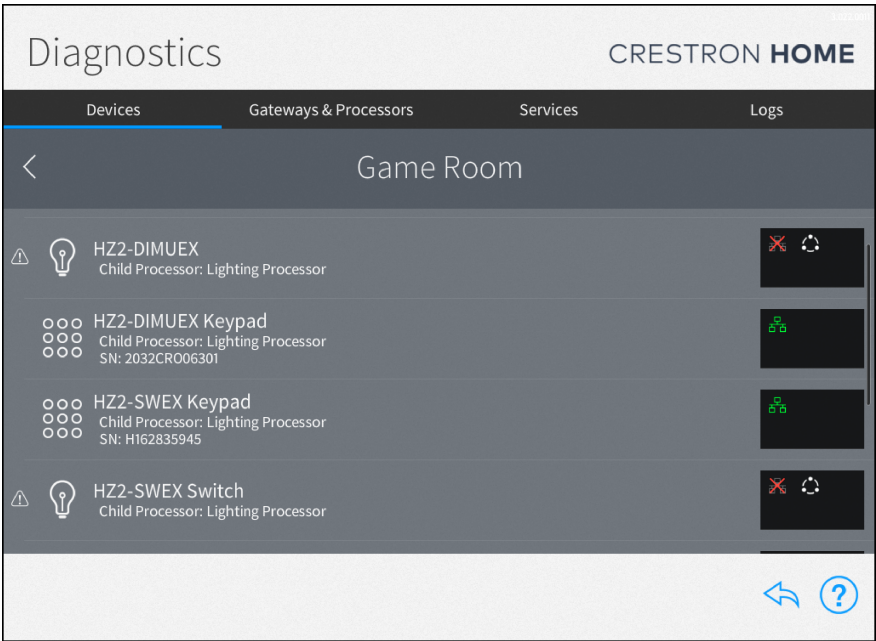 Diagnostics
CRESTRON HOME
Devices
Gateways & Processors
Services
Logs
Game Room
HZ2-DIMUEX
Child Processor: Lighting Processor
HZ2-DIMUEX Keypad
Child Processor: Lighting Processor
SN: 2032CRO06301
HZ2-SWEX Keypad
Child Processor: Lighting Processor
SN: H162835945
HZ2-SWEX Switch
Child Processor: Lighting Processor
?